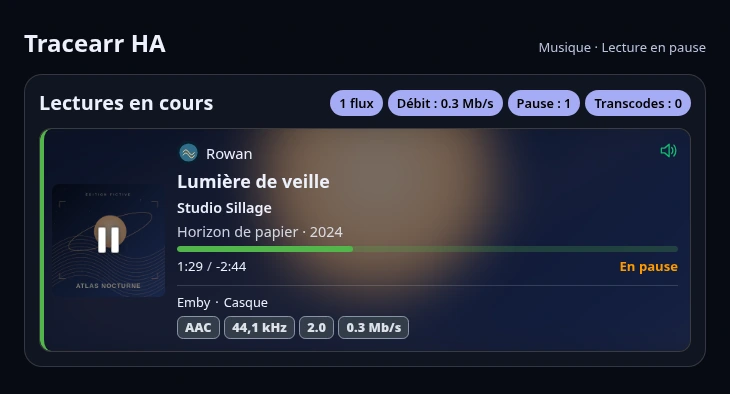 Tracearr HA
Musique · Lecture en pause
Lectures en cours
1 flux
Débit : 0.3 Mb/s
Pause : 1
Transcodes : 0
Rowan
Lumière de veille
Studio Sillage
Horizon de papier · 2024
1:29 / -2:44
En pause
Emby · Casque
AAC
44,1 kHz
2.0
0.3 Mb/s
ÉDITION FICTIVE
ATLAS NOCTURNE